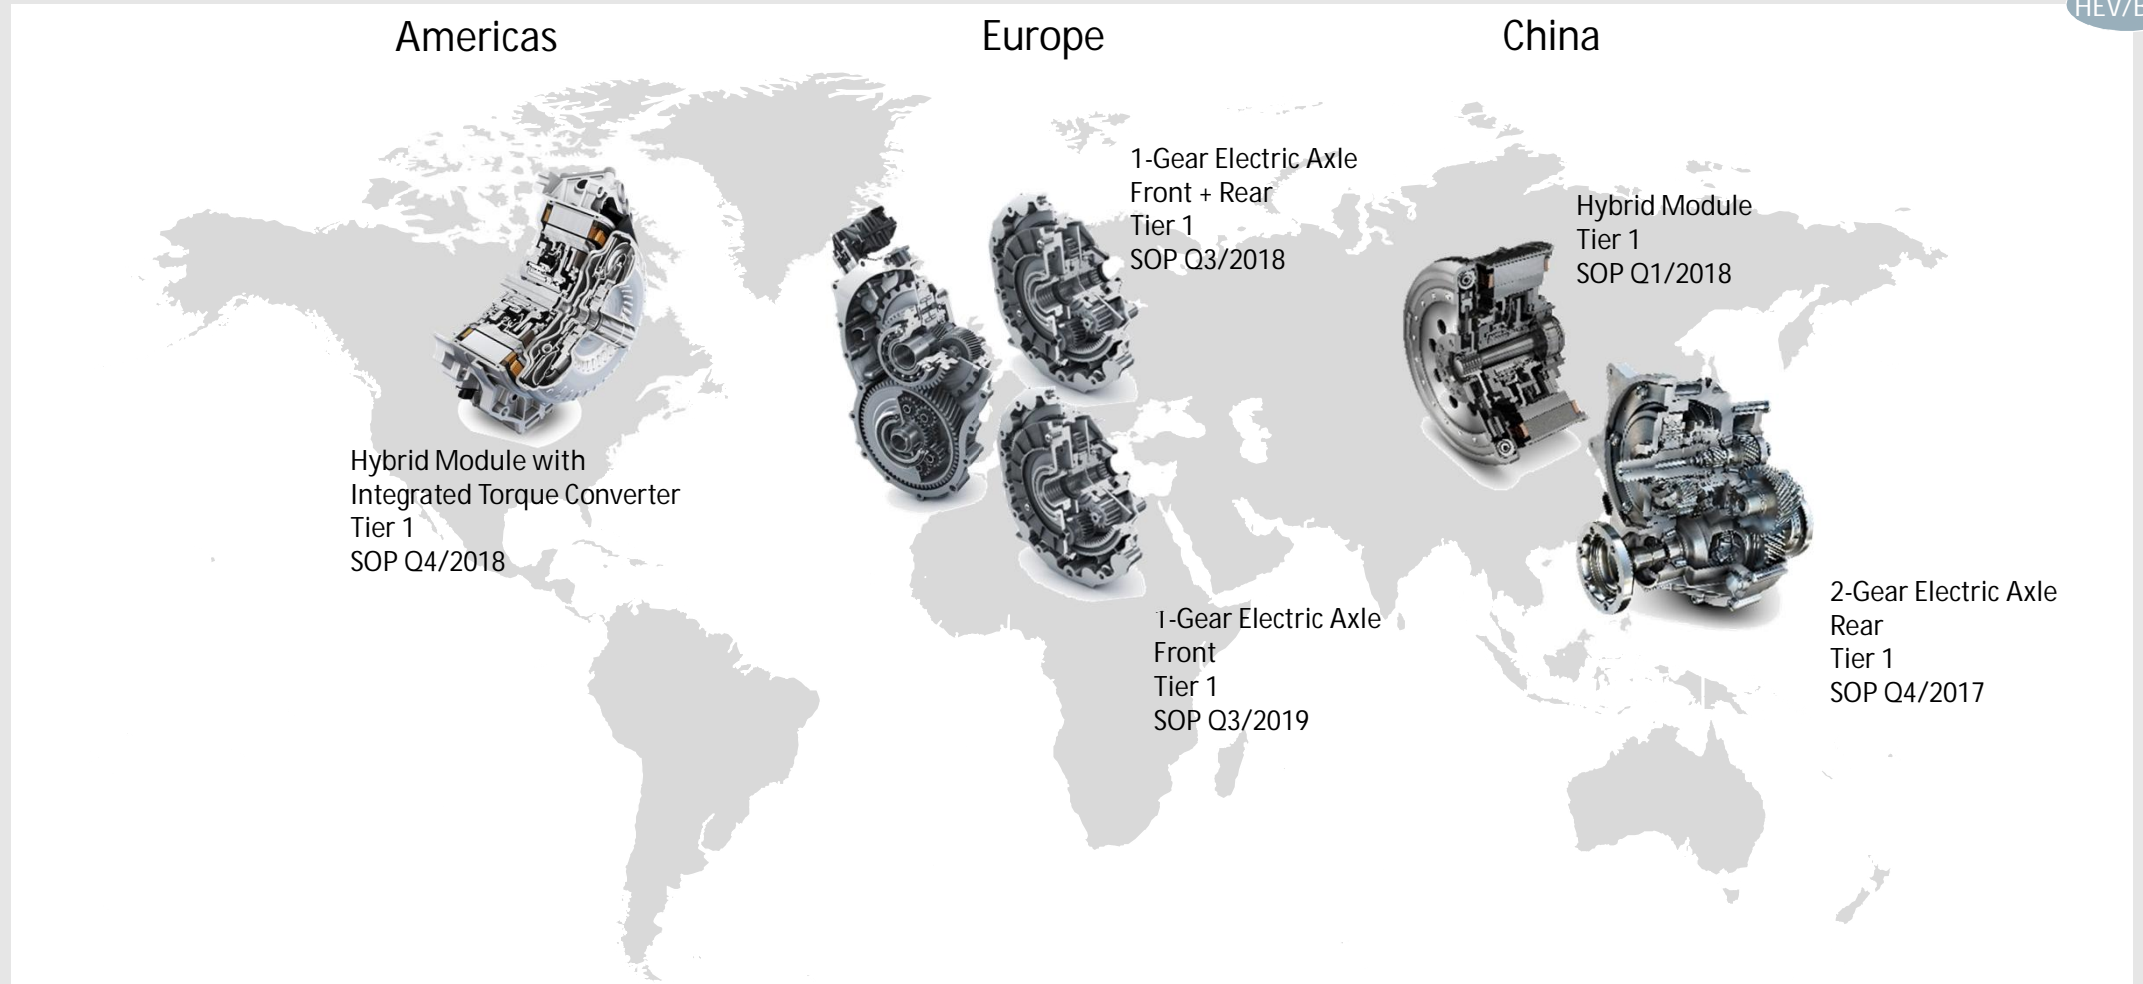 HEV/B
Americas
Europe
China
1-Gear Electric Axle
Front + Rear
Tier 1
SOP Q3/2018
Hybrid Module
Tier 1
SOP Q1/2018
Hybrid Module with
Integrated Torque Converter
Tier 1
SOP Q4/2018
1-Gear Electric Axle
Front
Tier 1
SOP Q3/2019
2-Gear Electric Axle
Rear
Tier 1
SOP Q4/2017